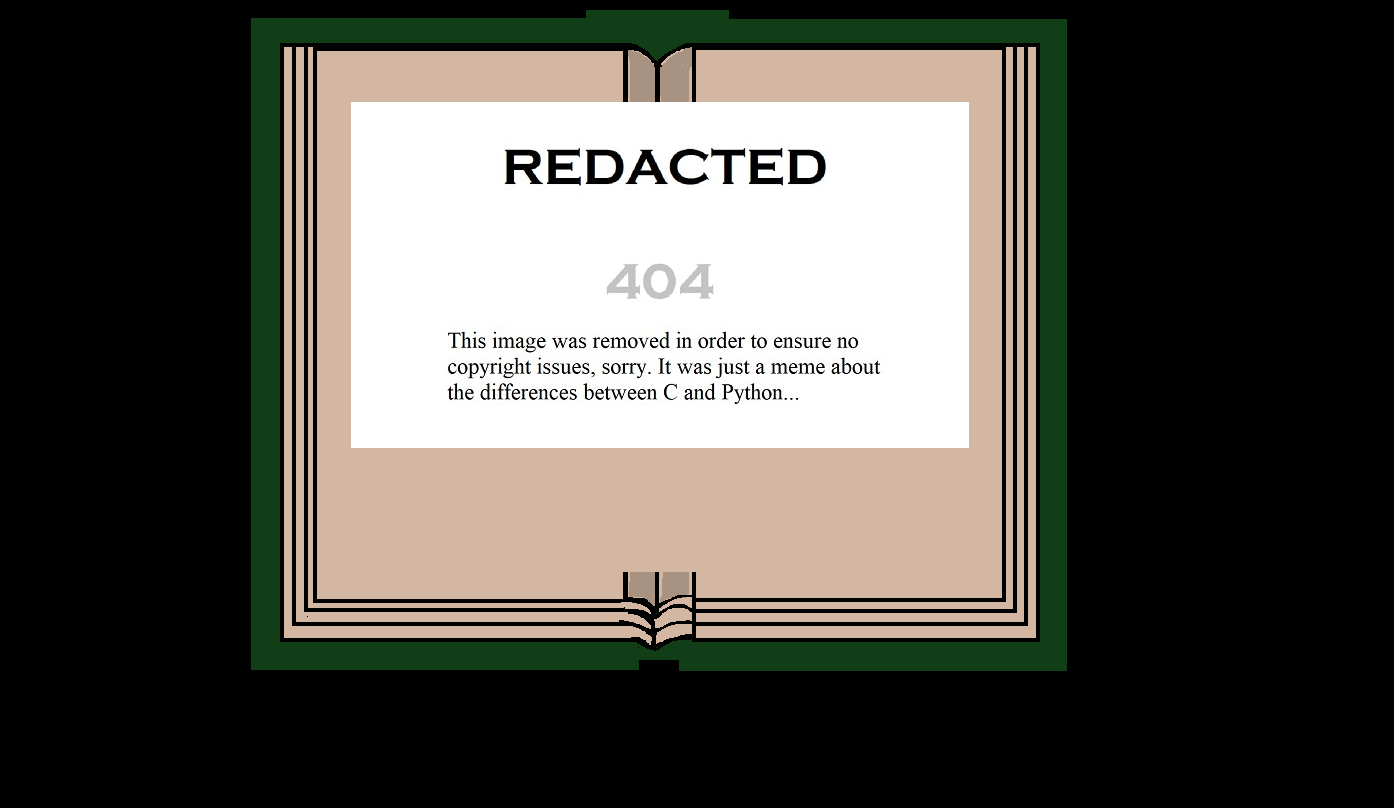 REDACTED
404
This image was removed in order to ensure no
copyright issues, sorry. It was just a meme about
the differences between C and Python...